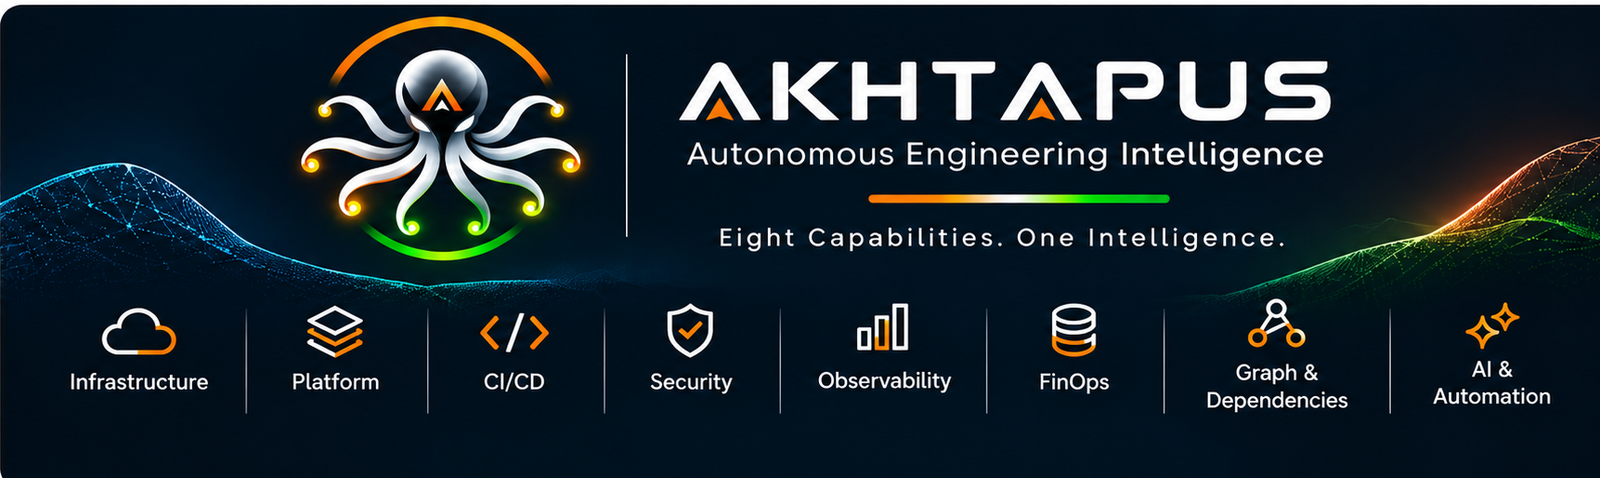 AKHTAPUS
Autonomous Engineering Intelligence
Eight Capabilities. One Intelligence.
Infrastructure
Platform
CI/CD
Security
Observability
FinOps
Graph &
Dependencies
AI &
Automation